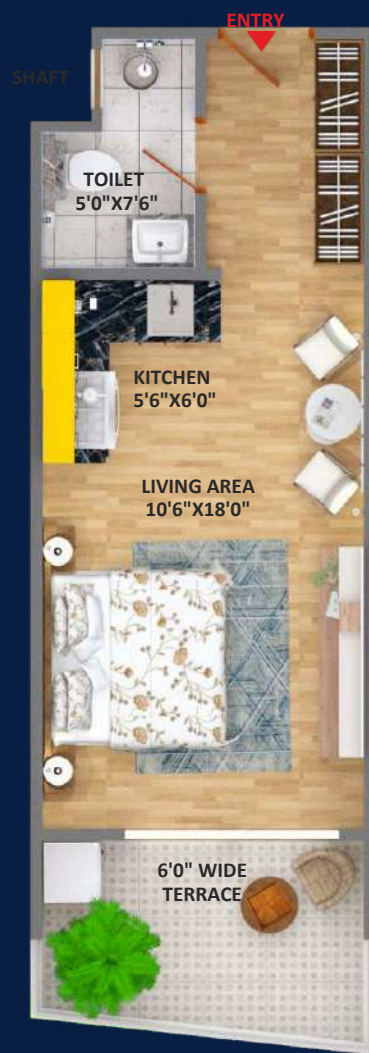 ENTRY
SHAFT
TOILET
5'0"X7'6"
KITCHEN
5'6"X6'0"
LIVING AREA
10'6"X18'0"
6'0" WIDE
TERRACE